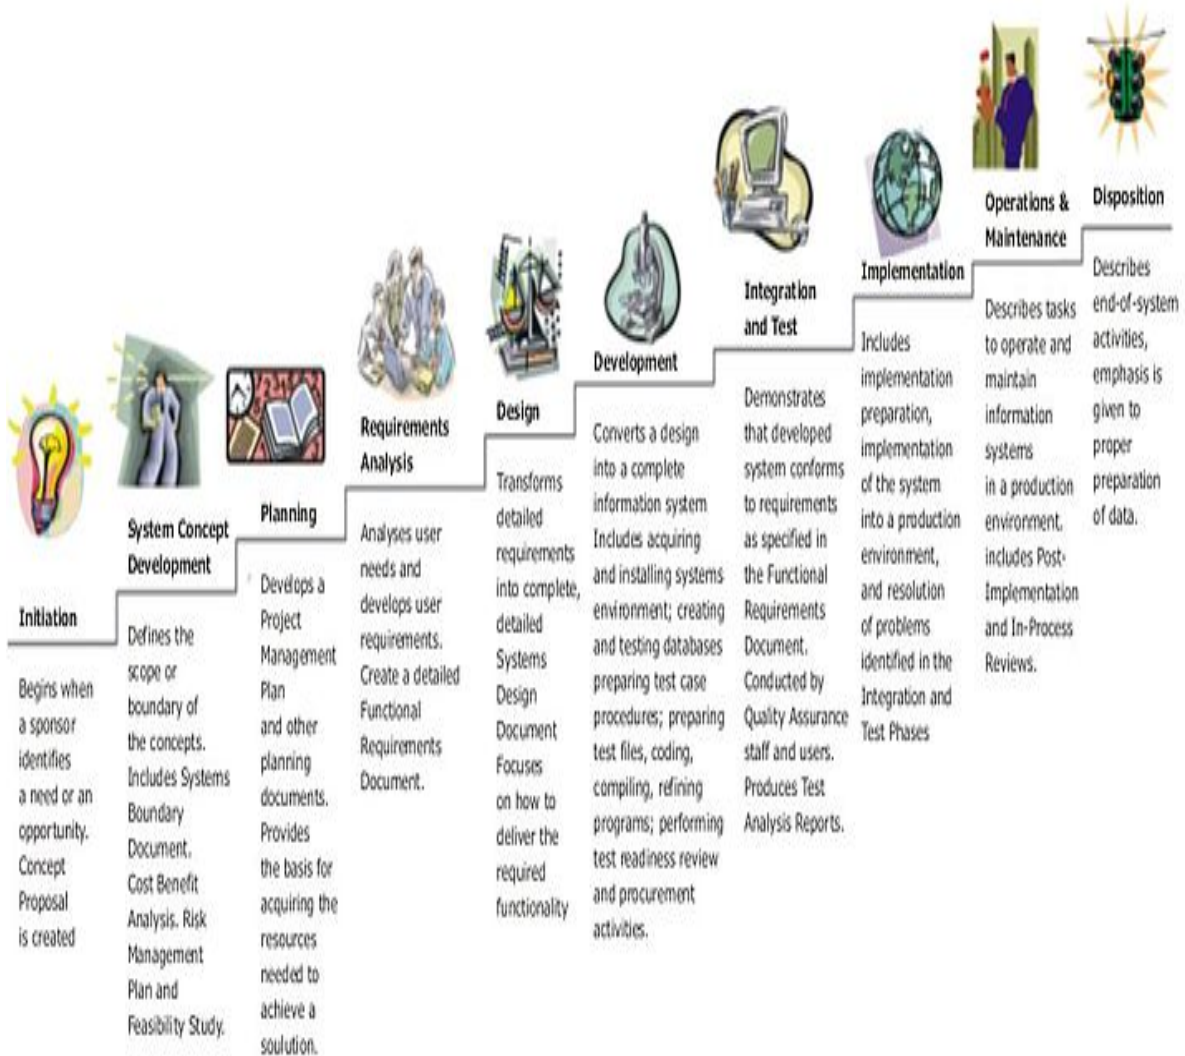 Initiation
Begins when
a sponsor
identifies
a need or an
opportunity.
Concept
Proposal
is created
System Concept
Development
Defines the
scope or
boundary of
the concepts.
Includes Systems
Boundary
Document.
Cost Benefit
Analysis. Risk
Management
Plan and
Feasibility Study.
Planning
Develops a
Project
Management
Plan
and other
planning
documents.
Provides
the basis for
acquiring the
resources
needed to
achieve a
soulution.
Requirements
Analysis
Analyses user
needs and
develops user
requirements.
Create a detailed
Functional
Requirements
Document.
Design
Transforms
detailed
requirements
into complete,
detailed
Systems
Design
Document
Focuses
on how to
deliver the
required
functionality
Development
Converts a design
into a complete
information system
Includes acquiring
and installing systems
environment; creating
and testing databases
preparing test case
procedures; preparing
test files, coding,
compiling, refining
programs; performing
test readiness review
and procurement
activities.
Integration
and Test
Demonstrates
that developed
system conforms
to requirements
as specified in
the Functional
Requirements
Document.
Conducted by
Quality Assurance
staff and users.
Produces Test
Analysis Reports.
Implementation
Includes
implementation
preparation,
implementation
of the system
into a production
environment,
and resolution
of problems
identified in the
Integration and
Test Phases
Operations &
Maintenance
Describes tasks
to operate and
maintain
information
systems
in a production
environment.
includes Post-
Implementation
and In-Process
Reviews.
Disposition
Describes
end-of-system
activities,
emphasis is
given to
proper
preparation
of data.